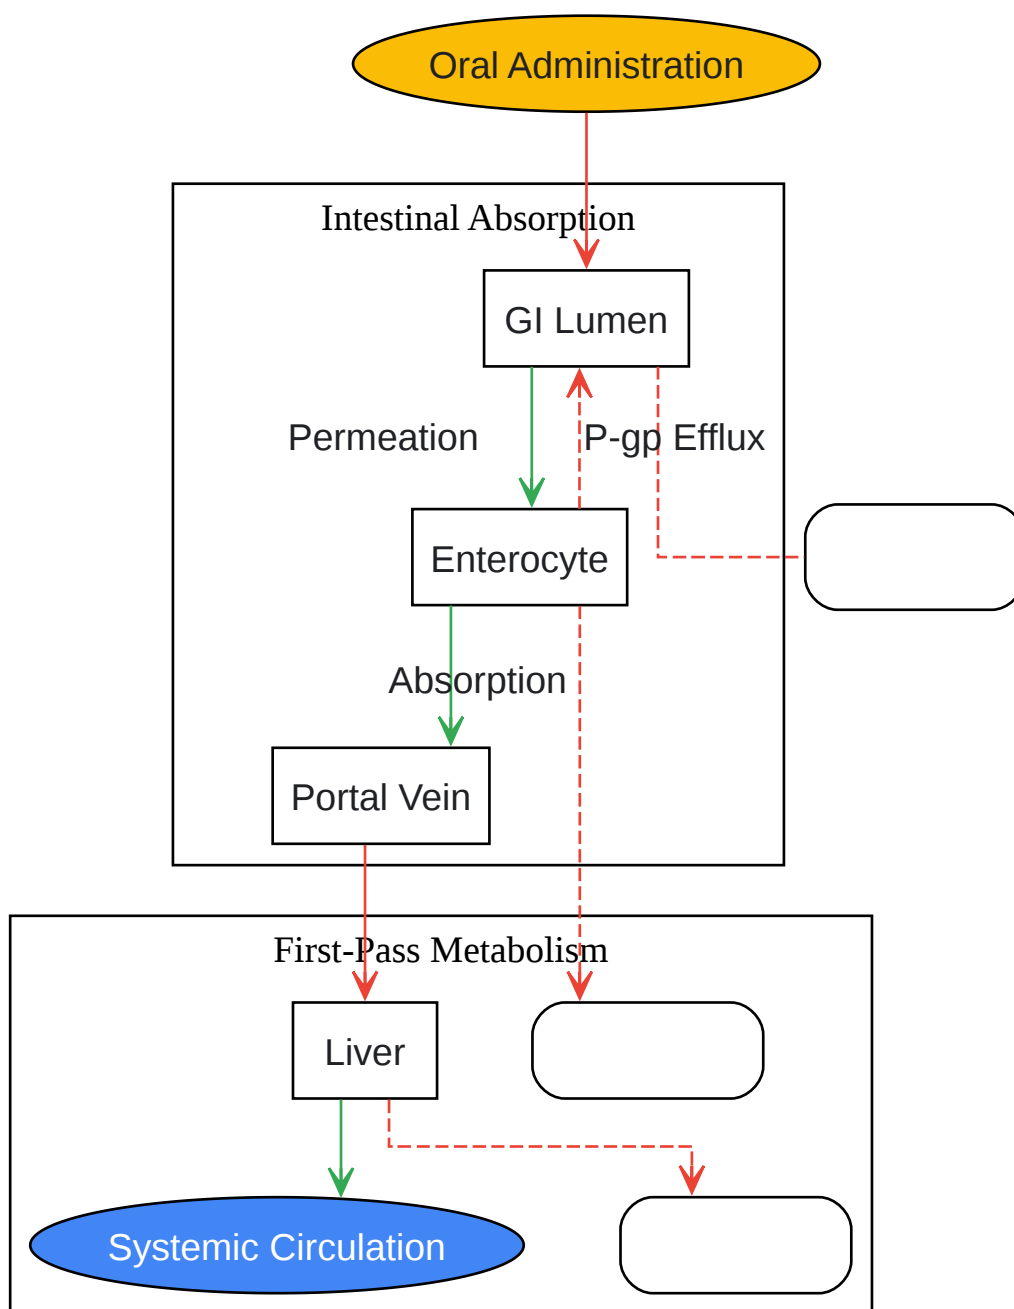 Oral Administration
Intestinal Absorption
GI Lumen
Permeation
P-gp Efflux
Enterocyte
Absorption
Portal Vein
First-Pass Metabolism
Liver
Systemic Circulation